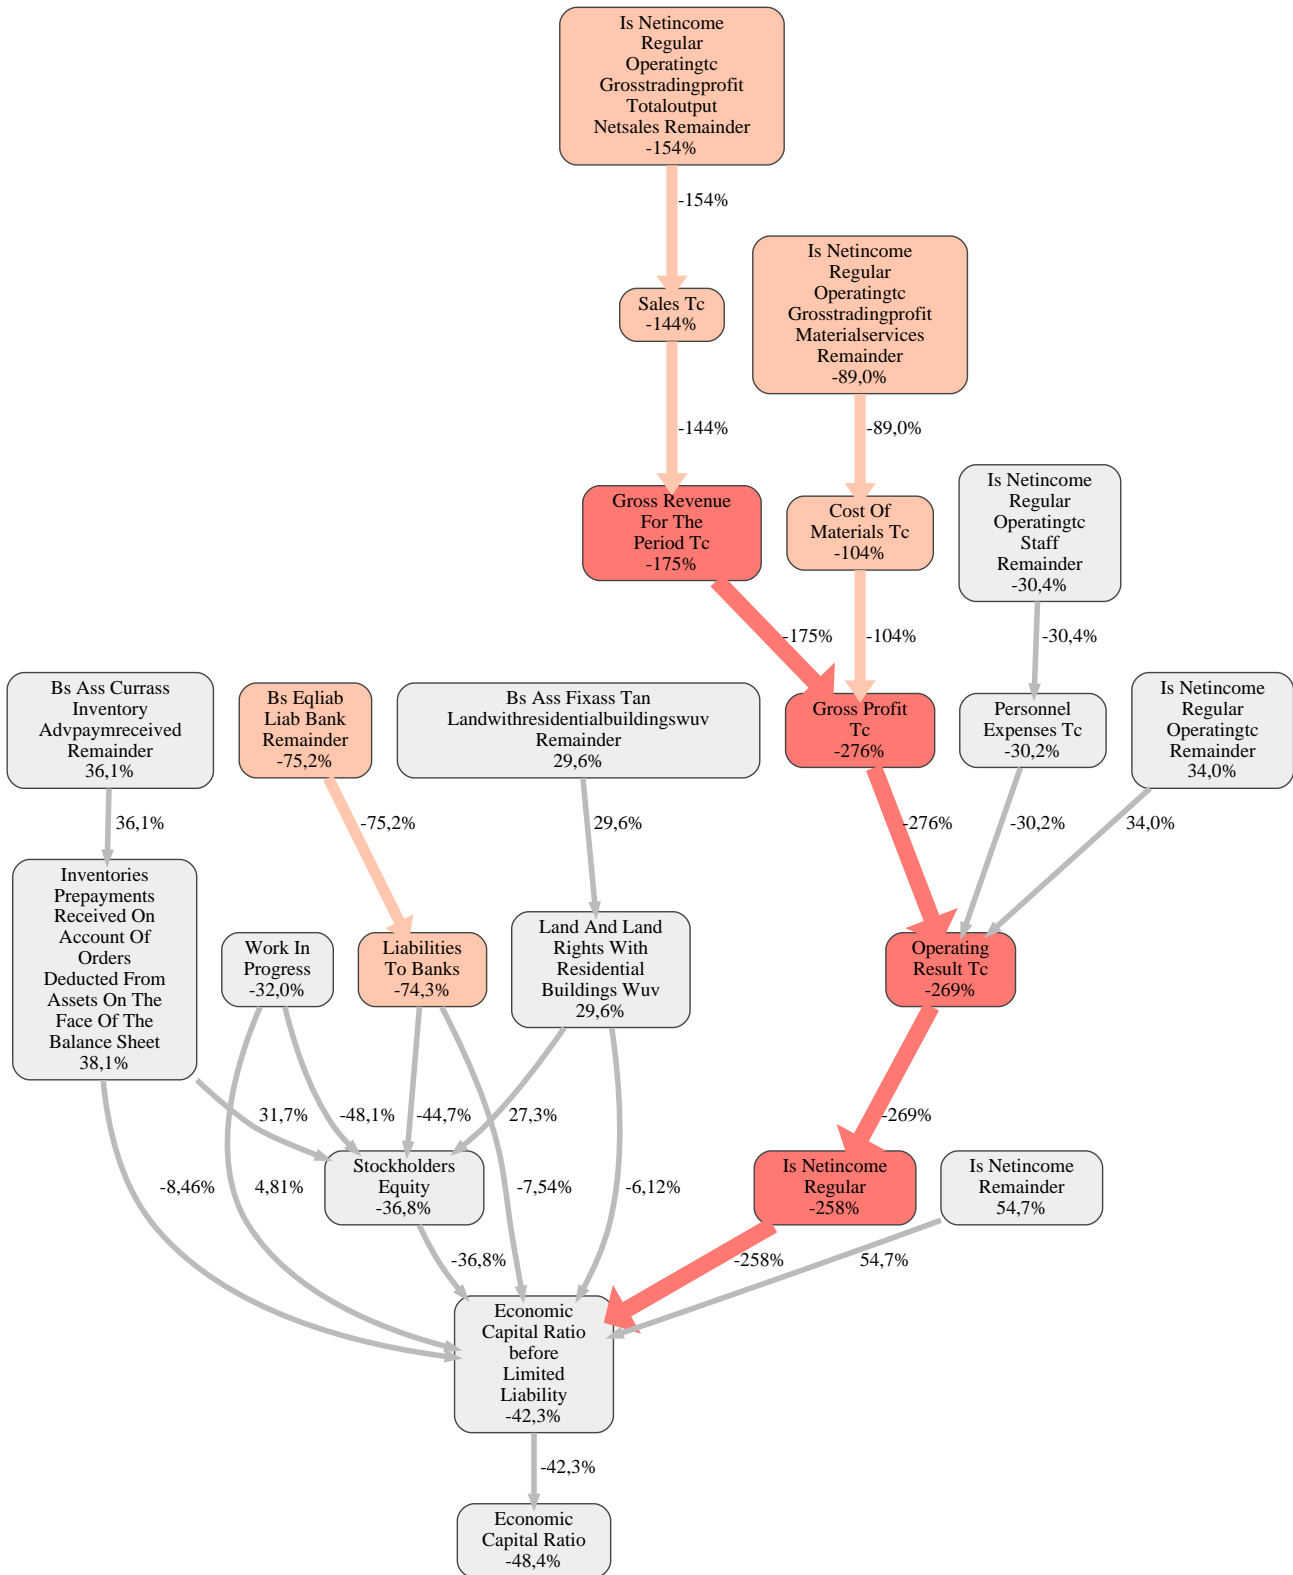 Is Netincome
Regular
Operatingtc
Grosstradingprofit
Totaloutput
Netsales Remainder
-154%
-154%
Is Netincome
Regular
Operatingtc
Grosstradingprofit
Materialservices
Remainder
-89,0%
Sales Tc
-144%
-144%
-89,0%
Gross Revenue
For The
Period Tc
-175%
Cost Of
Materials Tc
-104%
Is Netincome
Regular
Operatingtc
Staff
Remainder
-30,4%
-175%
-104%
-30,4%
Bs Ass Currass
Inventory
Advpaymreceived
Remainder
36,1%
Bs Eqliab
Liab Bank
Remainder
-75,2%
Bs Ass Fixass Tan
Landwithresidentialbuildingswuv
Remainder
29,6%
Gross Profit
Tc
-276%
Personnel
Expenses Tc
-30,2%
Is Netincome
Regular
Operatingtc
Remainder
34,0%
36,1%
-75,2%
29,6%
-276%
-30,2%
34,0%
Inventories
Prepayments
Received On
Account Of
Orders
Deducted From
Assets On The
Face Of The
Balance Sheet
38,1%
Work In
Progress
-32,0%
Liabilities
To Banks
-74,3%
Land And Land
Rights With
Residential
Buildings Wuv
29,6%
Operating
Result Tc
-269%
31,7%
-48,1%
-44,7%
27,3%
-269%
Stockholders
Equity
-36,8%
Is Netincome
Regular
-258%
Is Netincome
Remainder
54,7%
-8,46%
4,81%
-7,54%
-6,12%
-36,8%
-258%
54,7%
Economic
Capital Ratio
before
Limited
Liability
-42,3%
-42,3%
Economic
Capital Ratio
-48,4%